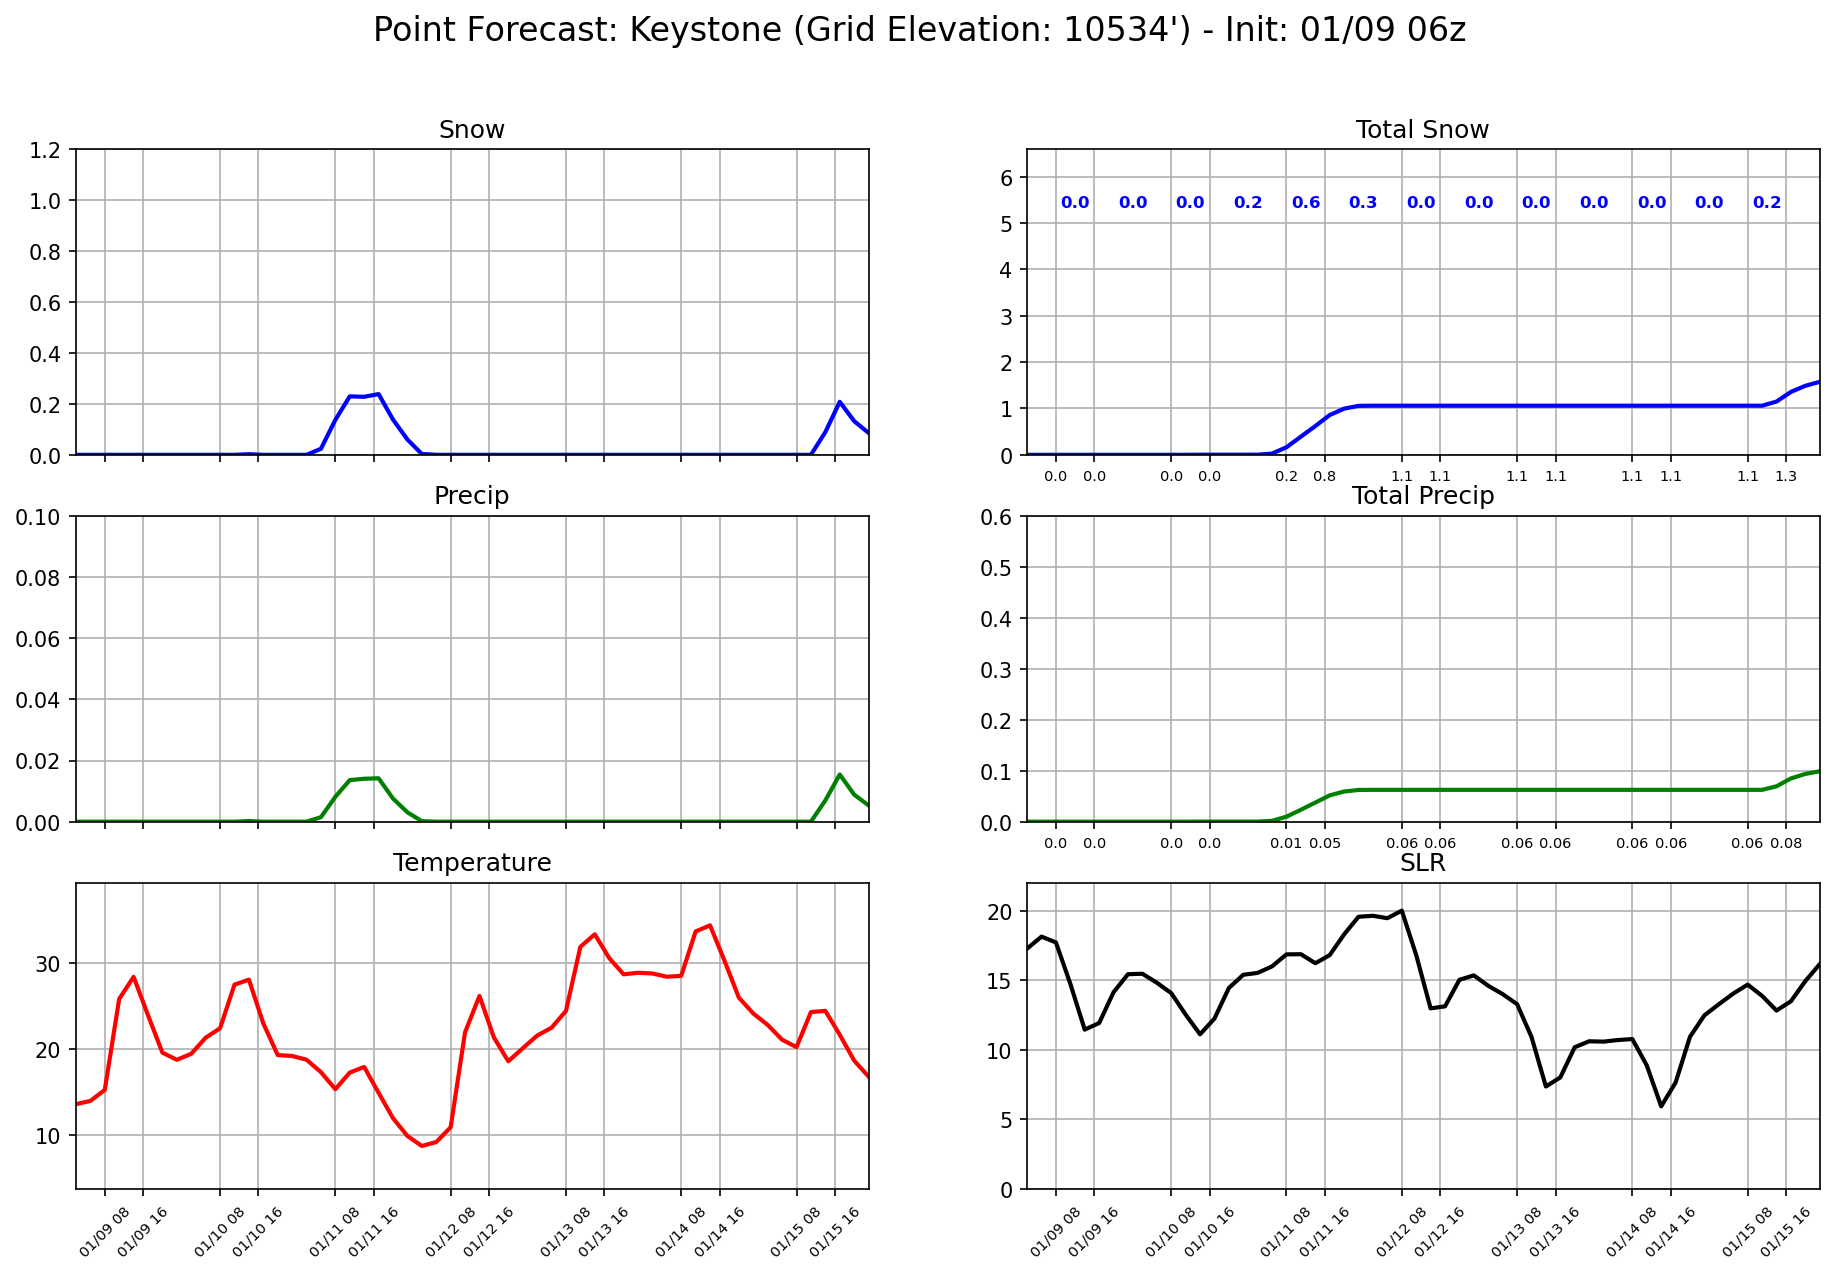 Point Forecast: Keystone (Grid Elevation: 10534') - Init: 01/09 06z
Snow
1.2
1.0
0.8
0.6
0.4
0.2
0.0
Total Snow
6
5
4
3
2
1
0
0.0 0.0 0.0 0.2 0.6 0.3 0.0 0.0 0.0 0.0 0.0 0.0 0.2
0.0 0.0 0.0 0.0 0.2 0.8 1.1 1.1 1.1 1.1 1.1 1.1 1.1 1.3
Precip
0.10
0.08
0.06
0.04
0.02
0.00
Total Precip
0.6
0.5
0.4
0.3
0.2
0.1
0.0
0.0 0.0 0.0 0.0 0.01 0.05 0.06 0.06 0.06 0.06 0.06 0.06 0.06 0.08
Temperature
30
20
10
01/09 08 01/09 16 01/10 08 01/10 16 01/11 08 01/11 16 01/12 08 01/12 16 01/13 08 01/13 16 01/14 08 01/14 16 01/15 08 01/15 16
SLR
20
15
10
5
0
01/09 08 01/09 16 01/10 08 01/10 16 01/11 08 01/11 16 01/12 08 01/12 16 01/13 08 01/13 16 01/14 08 01/14 16 01/15 08 01/15 16